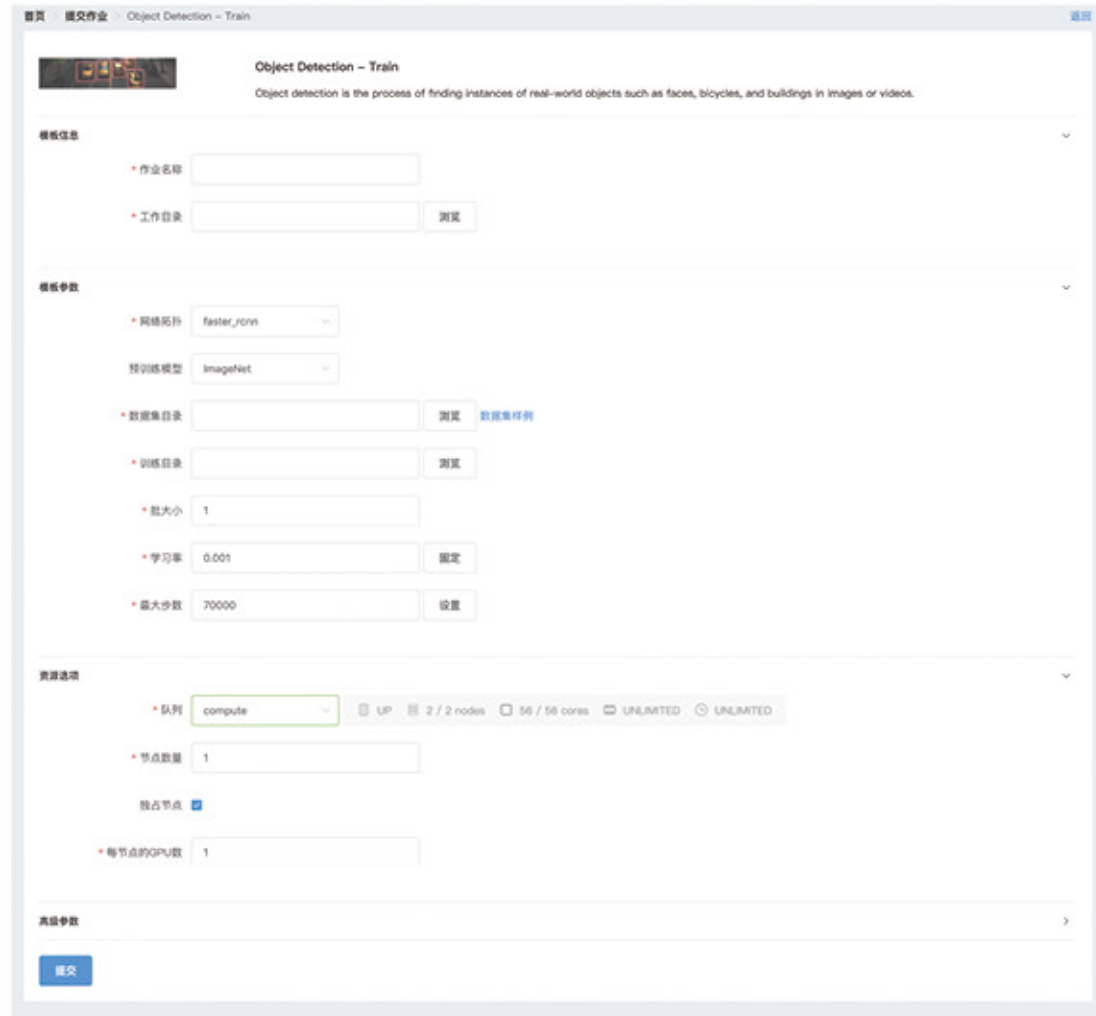 首页 > 提交作业 > Object Detection – Train 返回
Object Detection – Train
Object detection is the process of finding instances of real-world objects such as faces, bicycles, and buildings in images or videos.
模板信息
* 作业名称
* 工作目录 浏览
模板参数
* 网络拓扑 faster_rcnn
预训练模型 ImageNet
* 数据集目录 浏览 数据集样例
* 训练目录 浏览
* 批大小 1
* 学习率 0.001 固定
* 最大步数 70000 设置
资源选项
* 队列 compute UP 2 / 2 nodes 56 / 56 cores UNLIMITED UNLIMITED
* 节点数量 1
独占节点
* 每节点的GPU数 1
高级参数
提交